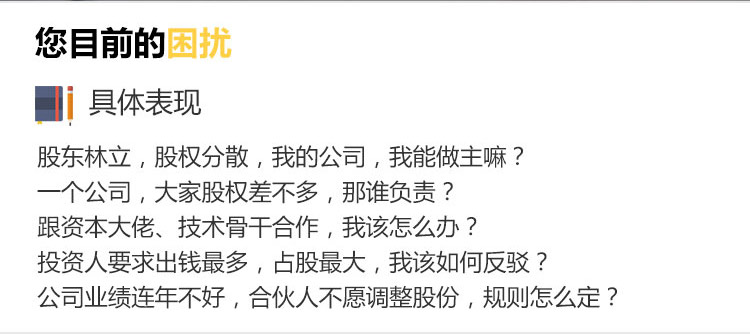 您目前的困扰
具体表现
股东林立，股权分散，我的公司，我能做主嘛？
一个公司，大家股权差不多，那谁负责？
跟资本大佬、技术骨干合作，我该怎么办？
投资人要求出钱最多，占股最大，我该如何反驳？
公司业绩连年不好，合伙人不愿调整股份，规则怎么定？